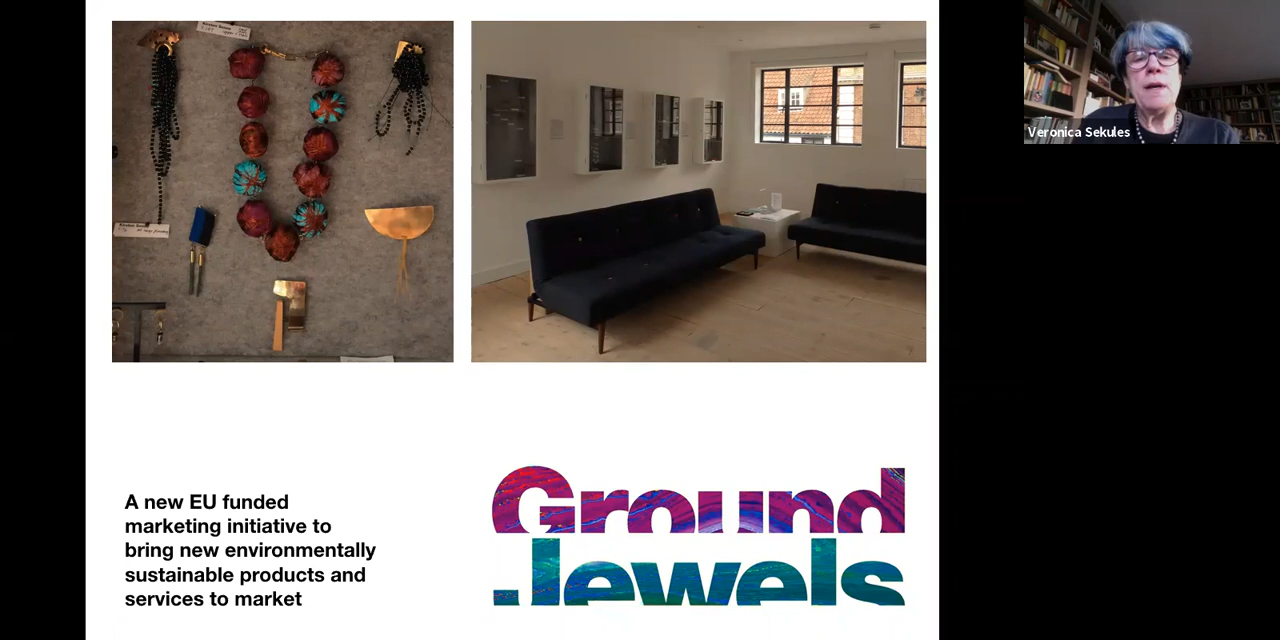 Veronica Sekules
A new EU funded
marketing initiative to
bring new environmentally
sustainable products and
services to market
Ground
Jewels